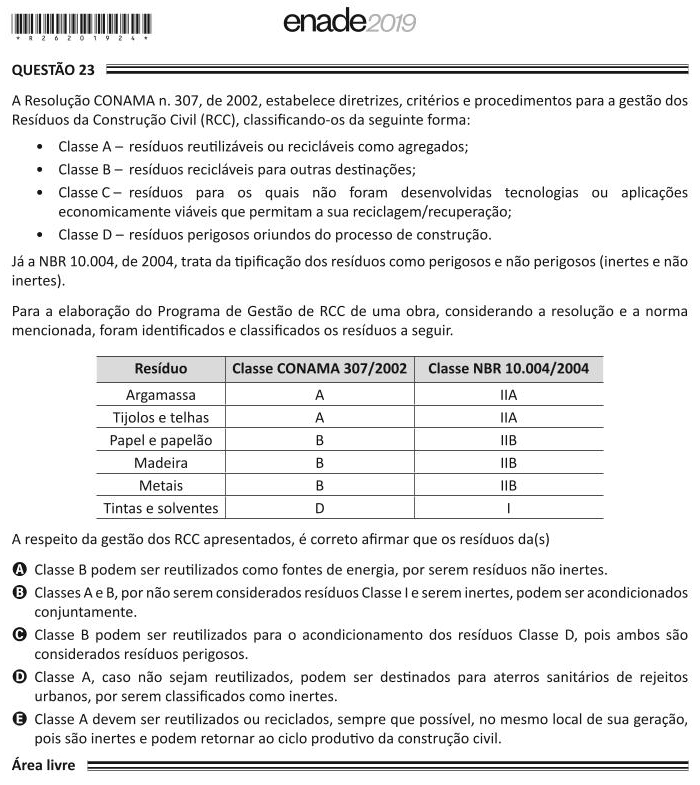 *R2620192​4*
enade2019
QUESTÃO 23
A Resolução CONAMA n. 307, de 2002, estabelece diretrizes, critérios e procedimentos para a gestão dos
Resíduos da Construção Civil (RCC), classificando-os da seguinte forma:
• Classe A – resíduos reutilizáveis ou recicláveis como agregados;
• Classe B – resíduos recicláveis para outras destinações;
• Classe C – resíduos para os quais não foram desenvolvidas tecnologias ou aplicações
economicamente viáveis que permitam a sua reciclagem/recuperação;
• Classe D – resíduos perigosos oriundos do processo de construção.
Já a NBR 10.004, de 2004, trata da tipificação dos resíduos como perigosos e não perigosos (inertes e não
inertes).
Para a elaboração do Programa de Gestão de RCC de uma obra, considerando a resolução e a norma
mencionada, foram identificados e classificados os resíduos a seguir.
Resíduo Classe CONAMA 307/2002 Classe NBR 10.004/2004
Argamassa A IIA
Tijolos e telhas A IIA
Papel e papelão B IIB
Madeira B IIB
Metais B IIB
Tintas e solventes D I
A respeito da gestão dos RCC apresentados, é correto afirmar que os resíduos da(s)
A Classe B podem ser reutilizados como fontes de energia, por serem resíduos não inertes.
B Classes A e B, por não serem considerados resíduos Classe I e serem inertes, podem ser acondicionados
conjuntamente.
C Classe B podem ser reutilizados para o acondicionamento dos resíduos Classe D, pois ambos são
considerados resíduos perigosos.
D Classe A, caso não sejam reutilizados, podem ser destinados para aterros sanitários de rejeitos
urbanos, por serem classificados como inertes.
E Classe A devem ser reutilizados ou reciclados, sempre que possível, no mesmo local de sua geração,
pois são inertes e podem retornar ao ciclo produtivo da construção civil.
Área livre